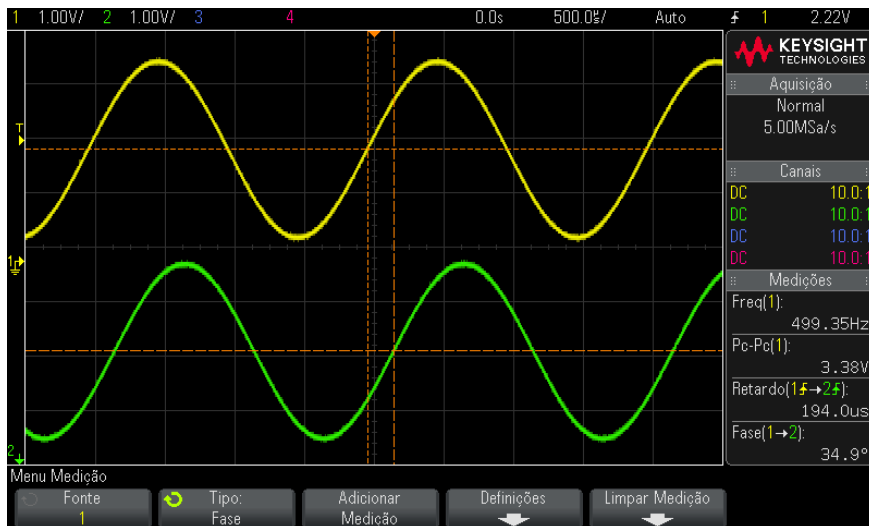 1 1.00V/ 2 1.00V/ 3 4 0.0s 500.0㎲/ Auto 1 2.22V
KEYSIGHT
TECHNOLOGIES
Aquisição
Normal
5.00MSa/s
Canais
DC 10.0:1
DC 10.0:1
DC 10.0:1
DC 10.0:1
Medições
Freq(1):
499.35Hz
Pc-Pc(1):
3.38V
Retardo(1→2):
194.0us
Fase(1→2):
34.9°
T
1
2
Menu Medição
Fonte
1
Tipo:
Fase
Adicionar
Medição
Definições
Limpar Medição